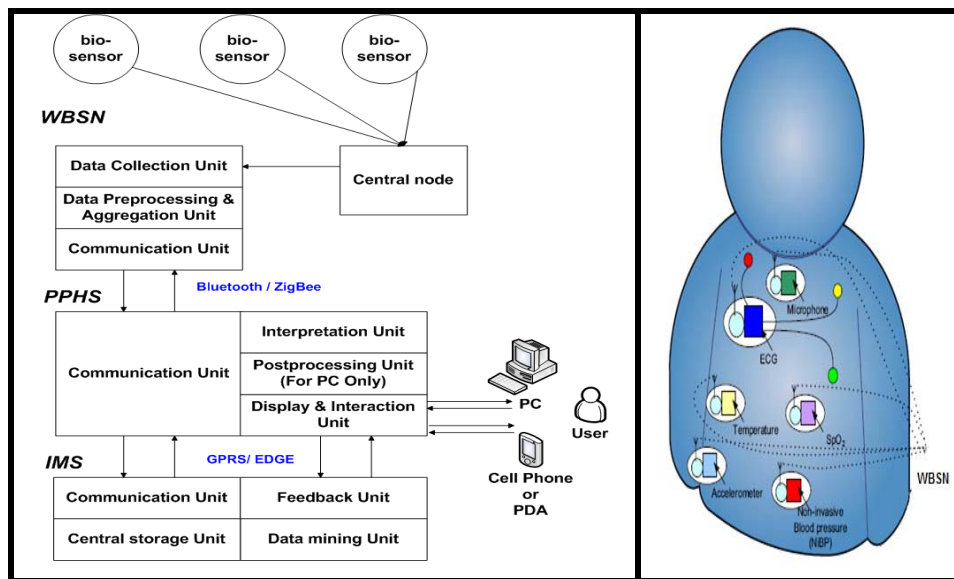 bio-
sensor
bio-
sensor
bio-
sensor
WBSN
Data Collection Unit
Data Preprocessing &
Aggregation Unit
Communication Unit
Central node
Bluetooth / ZigBee
PPHS
Communication Unit
Interpretation Unit
Postprocessing Unit
(For PC Only)
Display & Interaction
Unit
PC
User
Cell Phone
or
PDA
IMS
GPRS/ EDGE
Communication Unit
Feedback Unit
Central storage Unit
Data mining Unit
Microphone
ECG
Temperature
SpO₂
Accelerometer
Non-invasive
Blood pressure
(NiBP)
WBSN